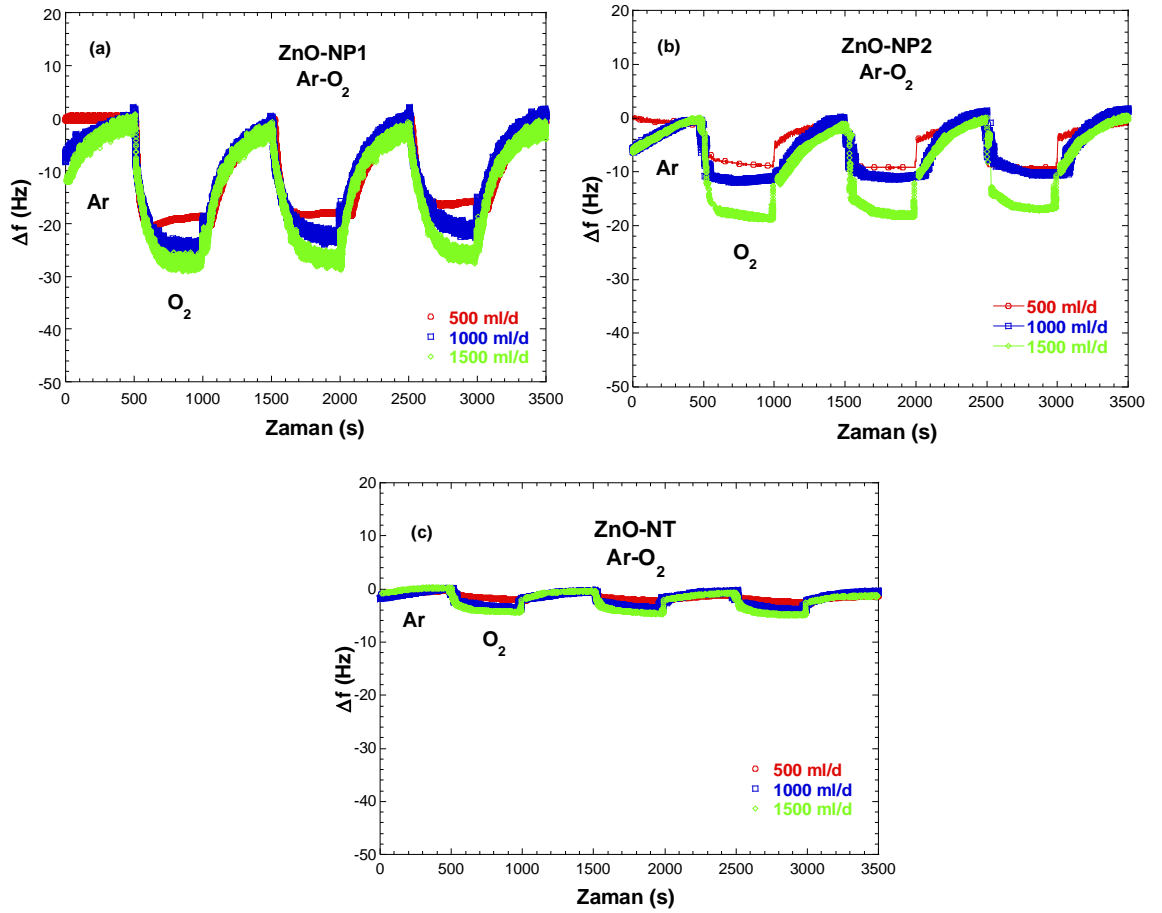 (a)
ZnO-NP1
Ar-O2
Ar
O2
500 ml/d
1000 ml/d
1500 ml/d
20
10
0
-10
-20
-30
-40
-50
Δf (Hz)
0 500 1000 1500 2000 2500 3000 3500
Zaman (s)
(b)
ZnO-NP2
Ar-O2
Ar
O2
500 ml/d
1000 ml/d
1500 ml/d
20
10
0
-10
-20
-30
-40
-50
Δf (Hz)
0 500 1000 1500 2000 2500 3000 3500
Zaman (s)
(c)
ZnO-NT
Ar-O2
Ar
O2
500 ml/d
1000 ml/d
1500 ml/d
20
10
0
-10
-20
-30
-40
-50
Δf (Hz)
0 500 1000 1500 2000 2500 3000 3500
Zaman (s)